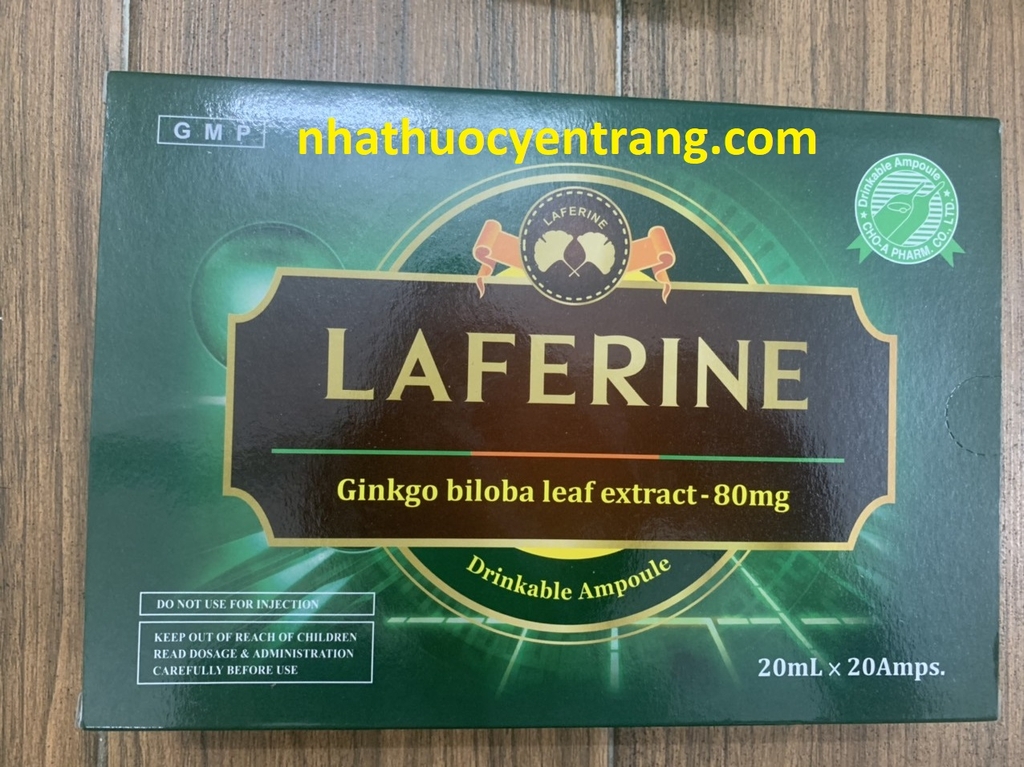 GMP
nhathuocyentrang.com
Drinkable Ampoule
CHO-A PHARM. CO., LTD.
LAFERINE
LAFERINE
Ginkgo biloba leaf extract - 80mg
Drinkable Ampoule
DO NOT USE FOR INJECTION
KEEP OUT OF REACH OF CHILDREN
READ DOSAGE & ADMINISTRATION
CAREFULLY BEFORE USE
20mL x 20Amps.